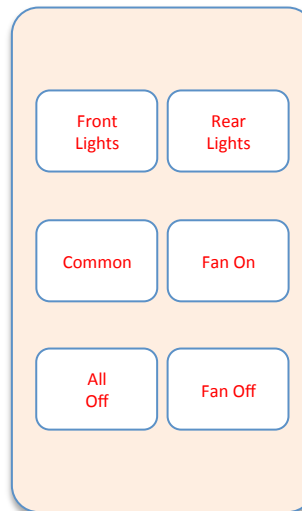 Front
Lights
Rear
Lights
Common
Fan On
All
Off
Fan Off